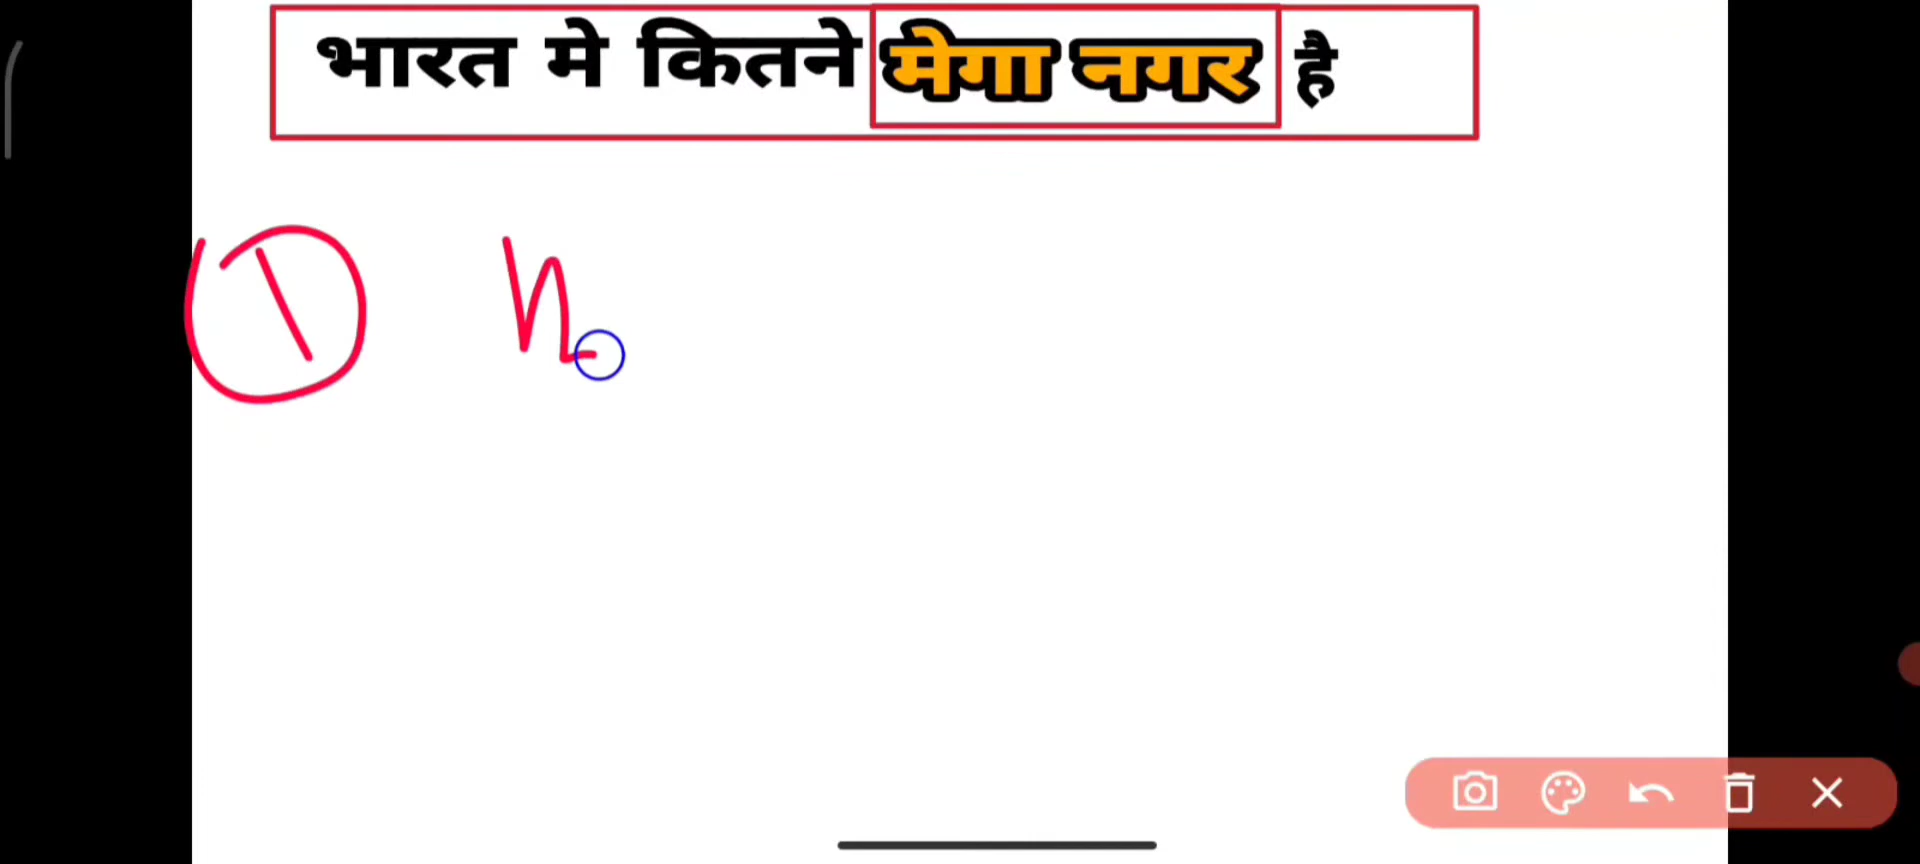 भारत मे कितने मेगा नगर है
1 n